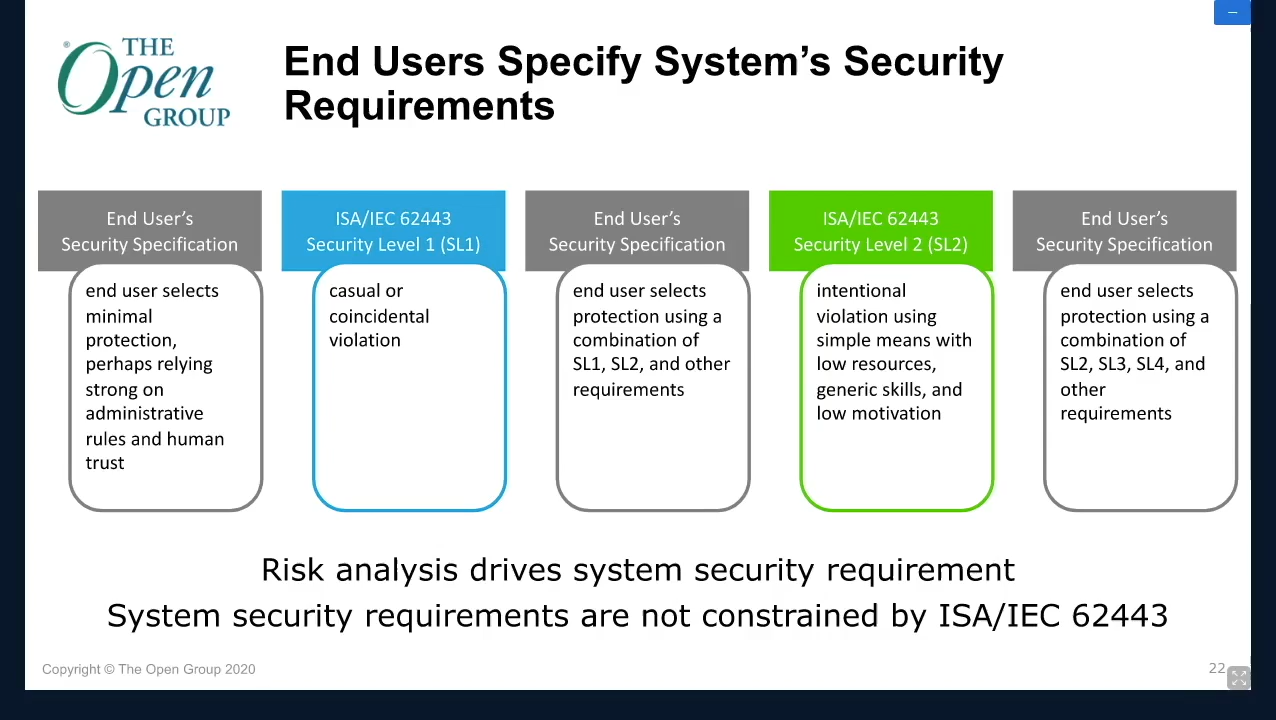 ® THE
Open
GROUP
End Users Specify System’s Security
Requirements
End User’s
Security Specification
end user selects
minimal
protection,
perhaps relying
strong on
administrative
rules and human
trust
ISA/IEC 62443
Security Level 1 (SL1)
casual or
coincidental
violation
End User’s
Security Specification
end user selects
protection using a
combination of
SL1, SL2, and other
requirements
ISA/IEC 62443
Security Level 2 (SL2)
intentional
violation using
simple means with
low resources,
generic skills, and
low motivation
End User’s
Security Specification
end user selects
protection using a
combination of
SL2, SL3, SL4, and
other
requirements
Risk analysis drives system security requirement
System security requirements are not constrained by ISA/IEC 62443
Copyright © The Open Group 2020
22